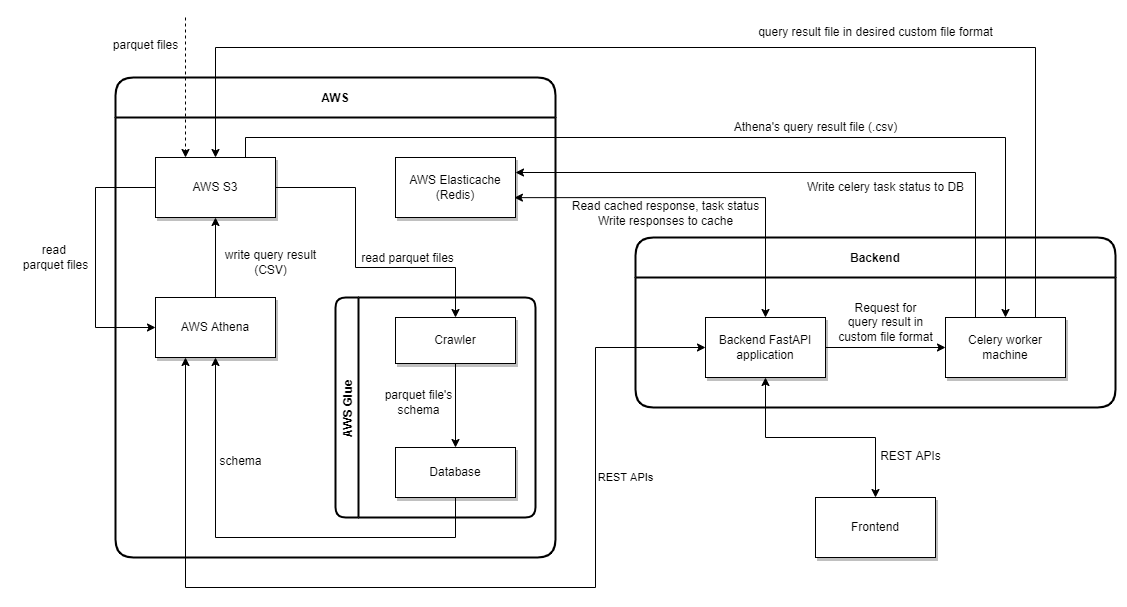 query result file in desired custom file format
parquet files
AWS
Athena's query result file (.csv)
AWS S3
AWS Elasticache
(Redis)
Write celery task status to DB
Read cached response, task status
Write responses to cache
read
parquet files
write query result
(CSV)
read parquet files
Backend
AWS Athena
Crawler
Backend FastAPI
application
Request for
query result in
custom file format
Celery worker
machine
AWS Glue
parquet file's
schema
schema
Database
REST APIs
REST APIs
Frontend